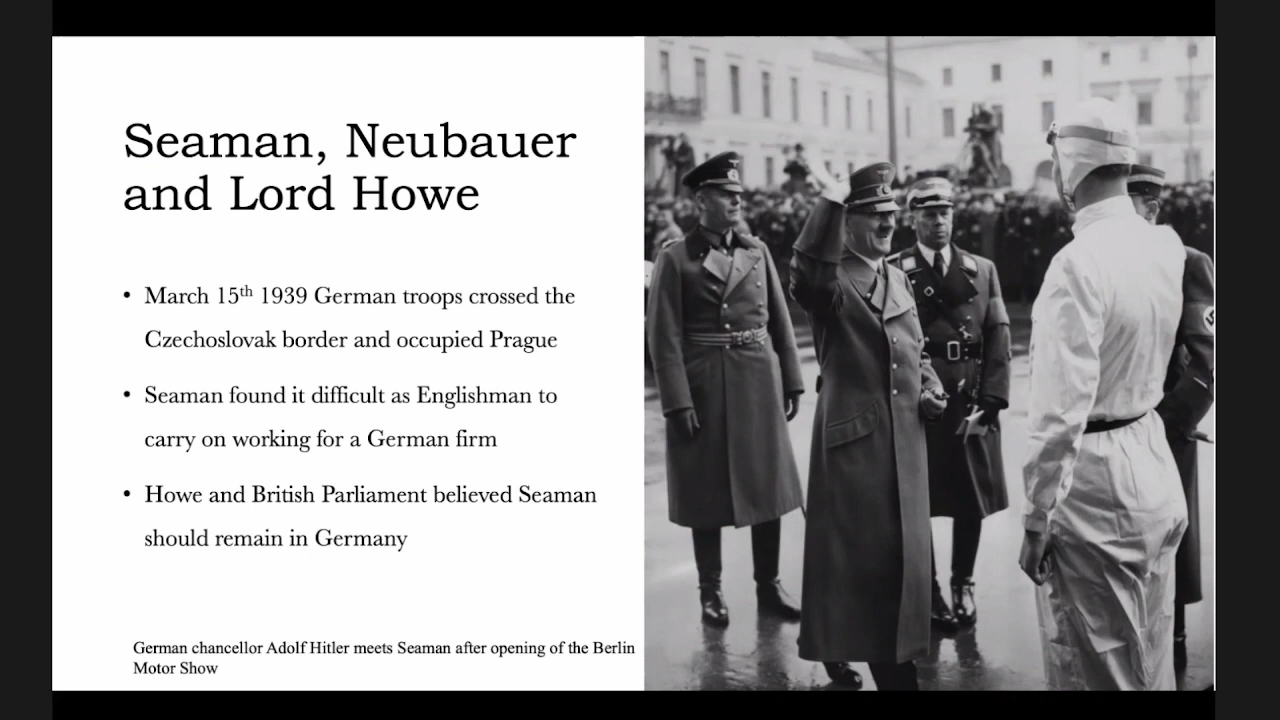 Seaman, Neubauer
and Lord Howe
• March 15th 1939 German troops crossed the
Czechoslovak border and occupied Prague
• Seaman found it difficult as Englishman to
carry on working for a German firm
• Howe and British Parliament believed Seaman
should remain in Germany
German chancellor Adolf Hitler meets Seaman after opening of the Berlin
Motor Show